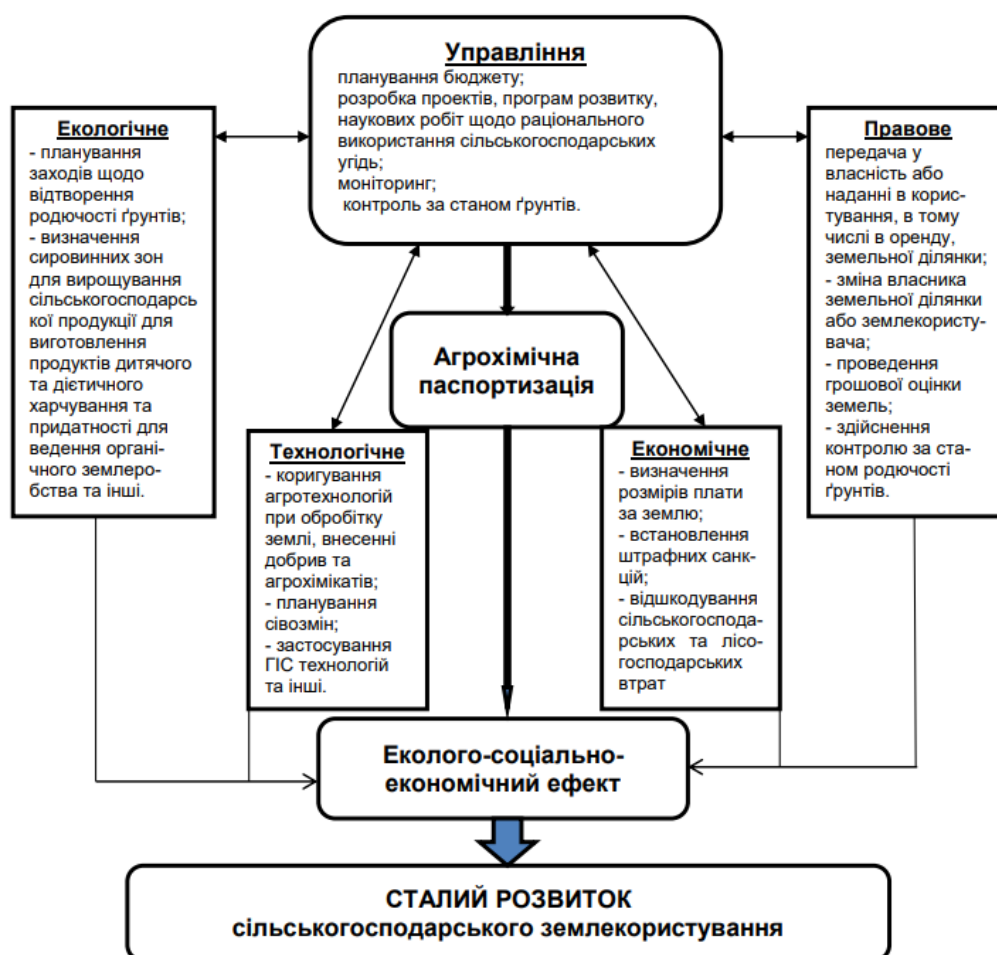 Управління
планування бюджету;
розробка проектів, програм розвитку,
наукових робіт щодо раціонального
використання сільськогосподарських
угідь;
моніторинг;
контроль за станом ґрунтів.
Екологічне
- планування
заходів щодо
відтворення
родючості ґрунтів;
- визначення
сировинних зон
для вирощування
сільськогосподарсь
кої продукції для
виготовлення
продуктів дитячого
та дієтичного
харчування та
придатності для
ведення органі-
чного землеро-
бства та інші.
Правове
передача у
власність або
наданні в корис-
тування, в тому
числі в оренду,
земельної ділянки;
- зміна власника
земельної ділянки
або землекористу-
вача;
- проведення
грошової оцінки
земель;
- здійснення
контролю за ста-
ном родючості
ґрунтів.
Агрохімічна
паспортизація
Технологічне
- коригування
агротехнологій
при обробітку
землі, внесенні
добрив та
агрохімікатів;
- планування
сівозмін;
- застосування
ГІС технологій
та інші.
Економічне
- визначення
розмірів плати
за землю;
- встановлення
штрафних санк-
цій;
- відшкодування
сільськогоспода-
рських та лісо-
господарських
втрат
Еколого-соціально-
економічний ефект
СТАЛИЙ РОЗВИТОК
сільськогосподарського землекористування